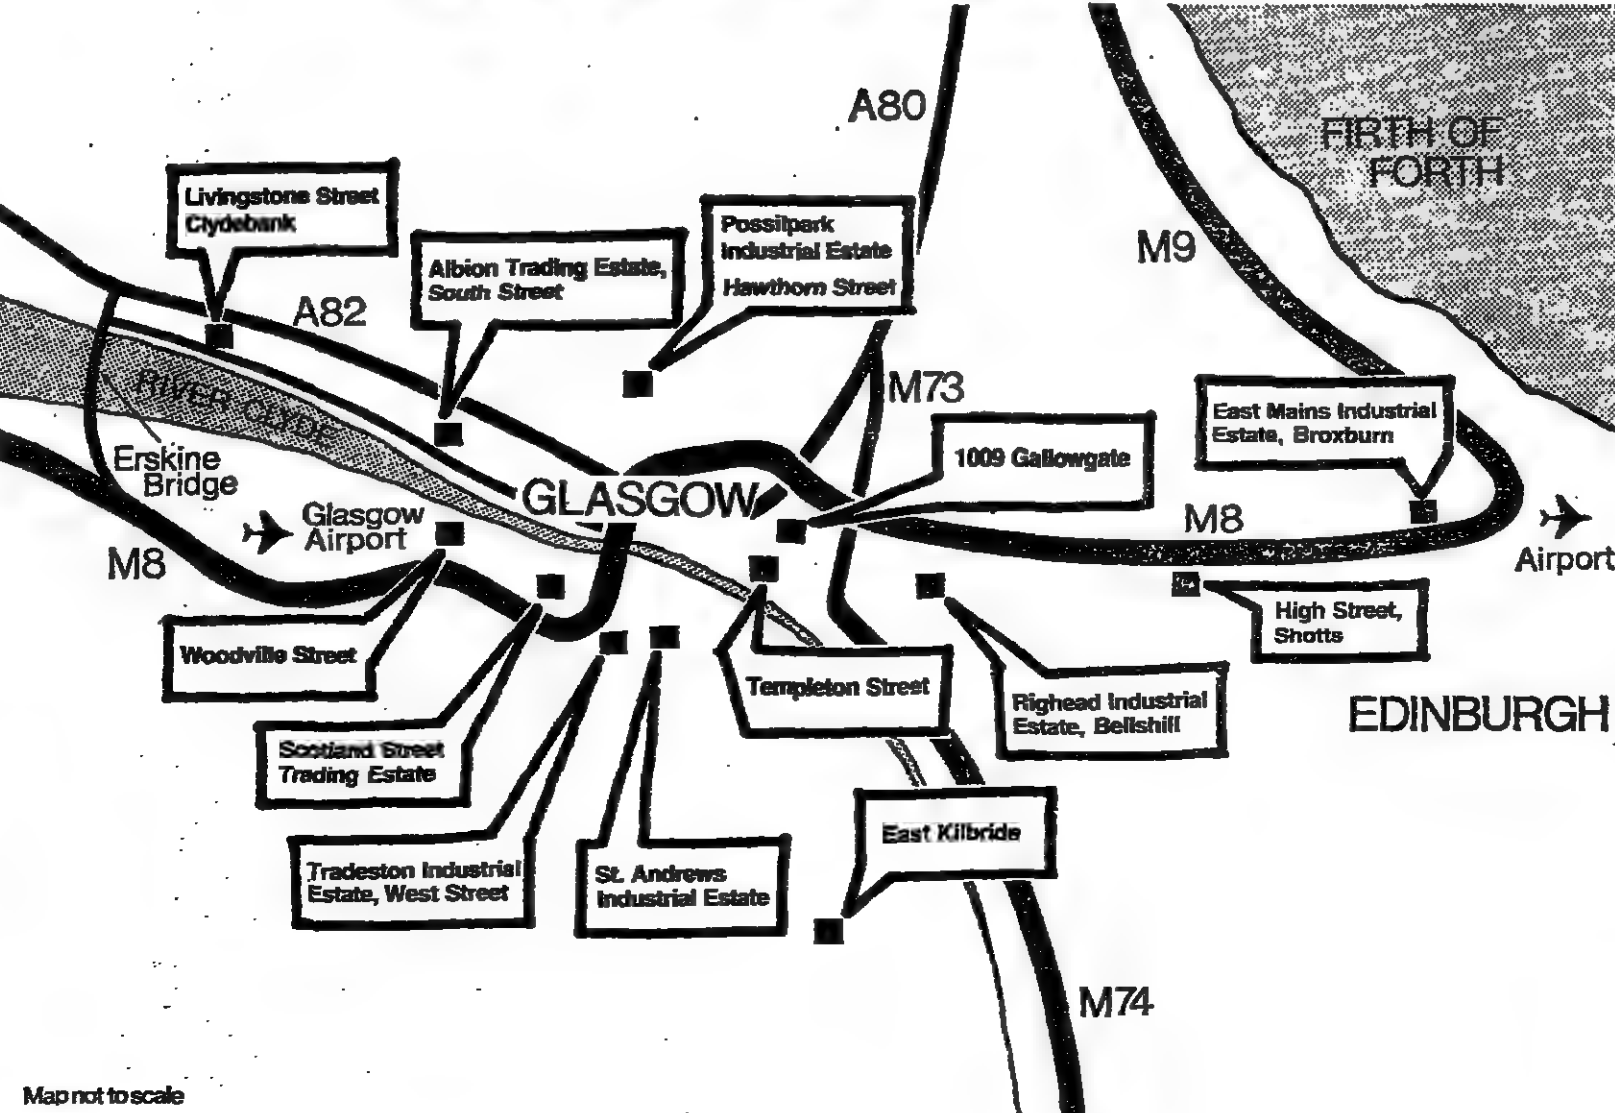 A80
FIRTH OF
FORTH
M9
Livingstone Street
Clydebank
Albion Trading Estate,
South Street
Possilpark
Industrial Estate
Hawthorn Street
A82
M73
RIVER CLYDE
East Mains Industrial
Estate, Broxburn
1009 Gallowgate
Erskine
Bridge
GLASGOW
Glasgow
Airport
M8
M8
Airport
Woodville Street
High Street,
Shotts
Templeton Street
Righead Industrial
Estate, Bellshill
EDINBURGH
Scotland Street
Trading Estate
East Kilbride
Tradeston Industrial
Estate, West Street
St. Andrews
Industrial Estate
M74
Map not to scale